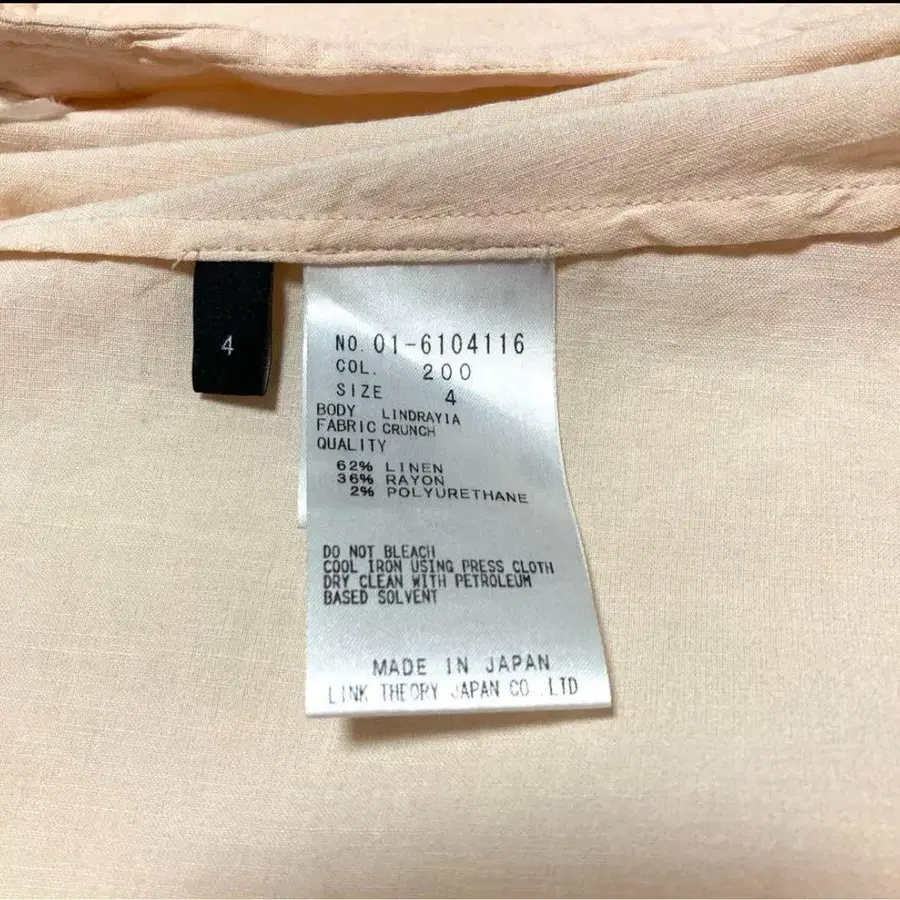 4
NO. 01-6104116
COL. 200
SIZE 4
BODY LINDRAYIA
FABRIC CRUNCH
QUALITY
62% LINEN
36% RAYON
2% POLYURETHANE
DO NOT BLEACH
COOL IRON USING PRESS CLOTH
DRY CLEAN WITH PETROLEUM
BASED SOLVENT
MADE IN JAPAN
LINK THEORY JAPAN CO.,LTD